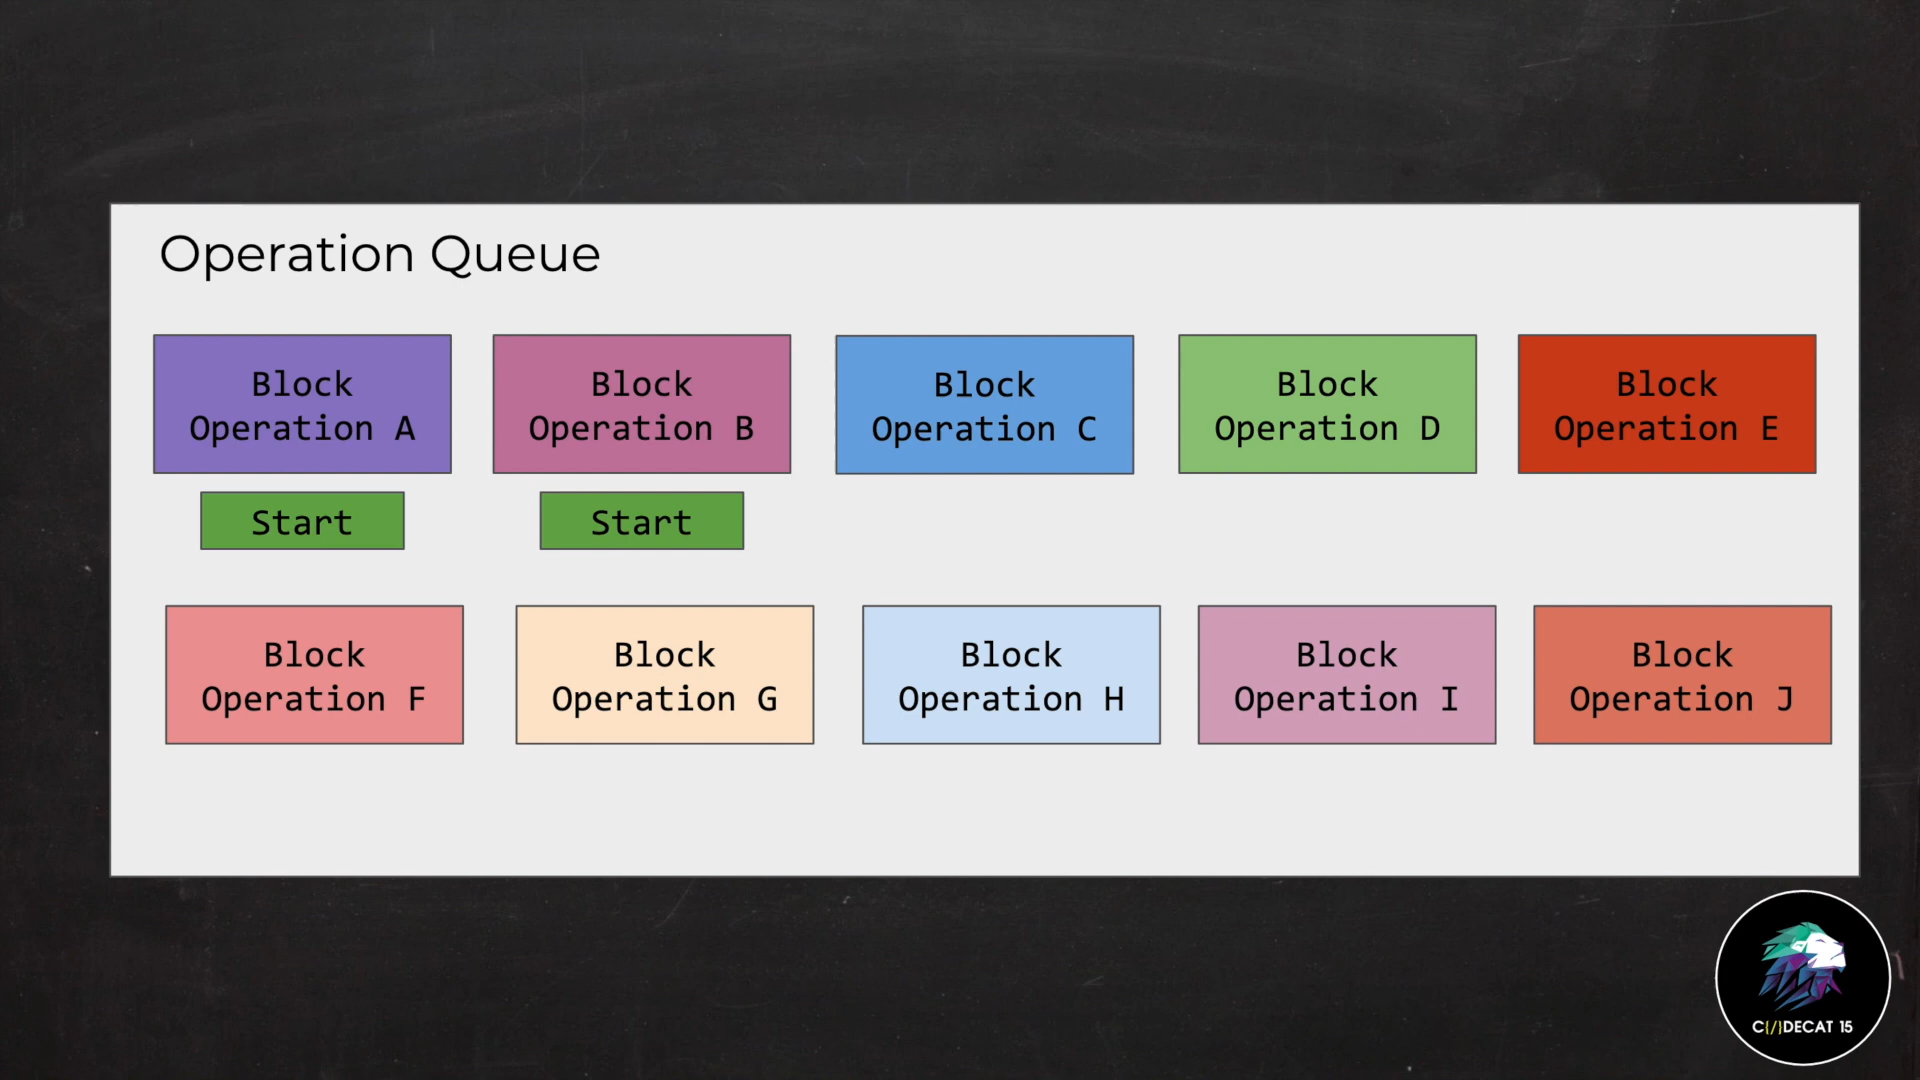 Operation Queue
Block
Operation A
Block
Operation B
Block
Operation C
Block
Operation D
Block
Operation E
Start
Start
Block
Operation F
Block
Operation G
Block
Operation H
Block
Operation I
Block
Operation J
C{/}DECAT 15